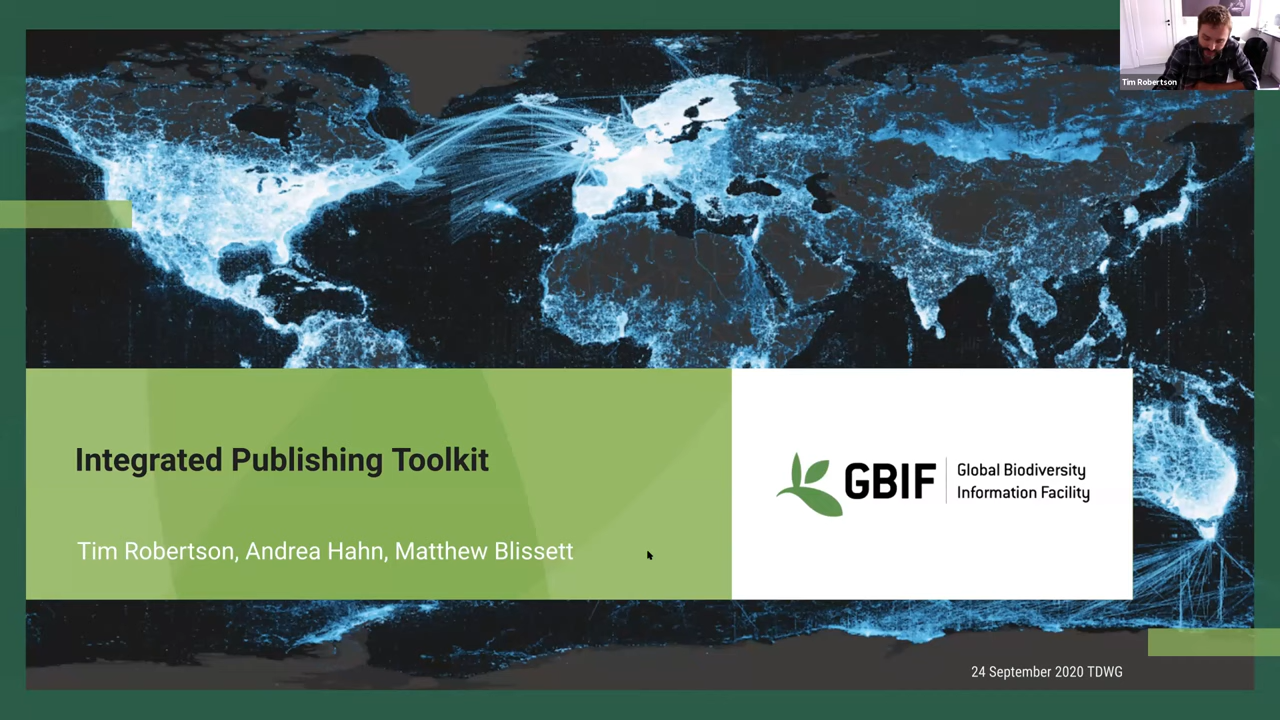 Tim Robertson
Integrated Publishing Toolkit
Tim Robertson, Andrea Hahn, Matthew Blissett
GBIF
Global Biodiversity
Information Facility
24 September 2020 TDWG